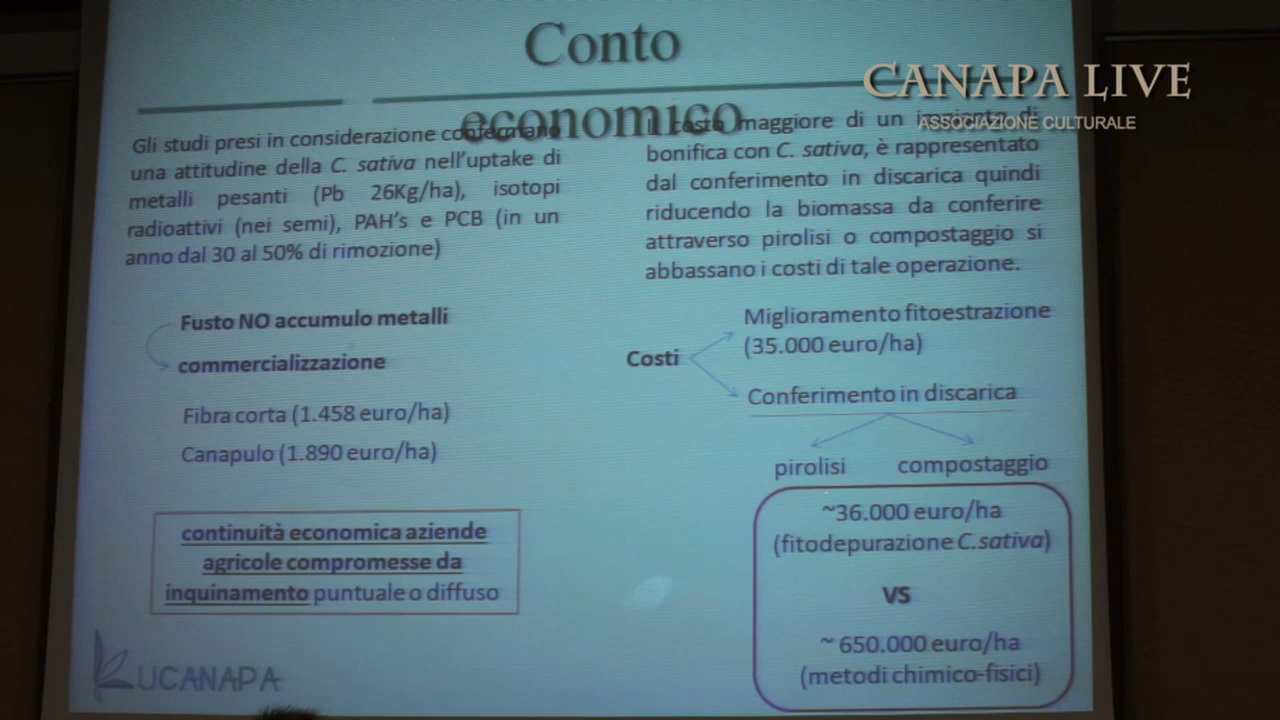 Conto
economico
CANAPA LIVE
ASSOCIAZIONE CULTURALE
Gli studi presi in considerazione confermano
una attitudine della C. sativa nell'uptake di
metalli pesanti (Pb 26Kg/ha), isotopi
radioattivi (nei semi), PAH's e PCB (in un
anno dal 30 al 50% di rimozione)
Fusto NO accumulo metalli
commercializzazione
Fibra corta (1.458 euro/ha)
Canapulo (1.890 euro/ha)
continuità economica aziende
agricole compromesse da
inquinamento puntuale o diffuso
Il costo maggiore di un di
bonifica con C. sativa, è rappresentato
dal conferimento in discarica quindi
riducendo la biomassa da conferire
attraverso pirolisi o compostaggio si
abbassano i costi di tale operazione.
Costi
Miglioramento fitoestrazione
(35.000 euro/ha)
Conferimento in discarica
pirolisi compostaggio
~36.000 euro/ha
(fitodepurazione C.sativa)
VS
~ 650.000 euro/ha
(metodi chimico-fisici)
LUCANAPA